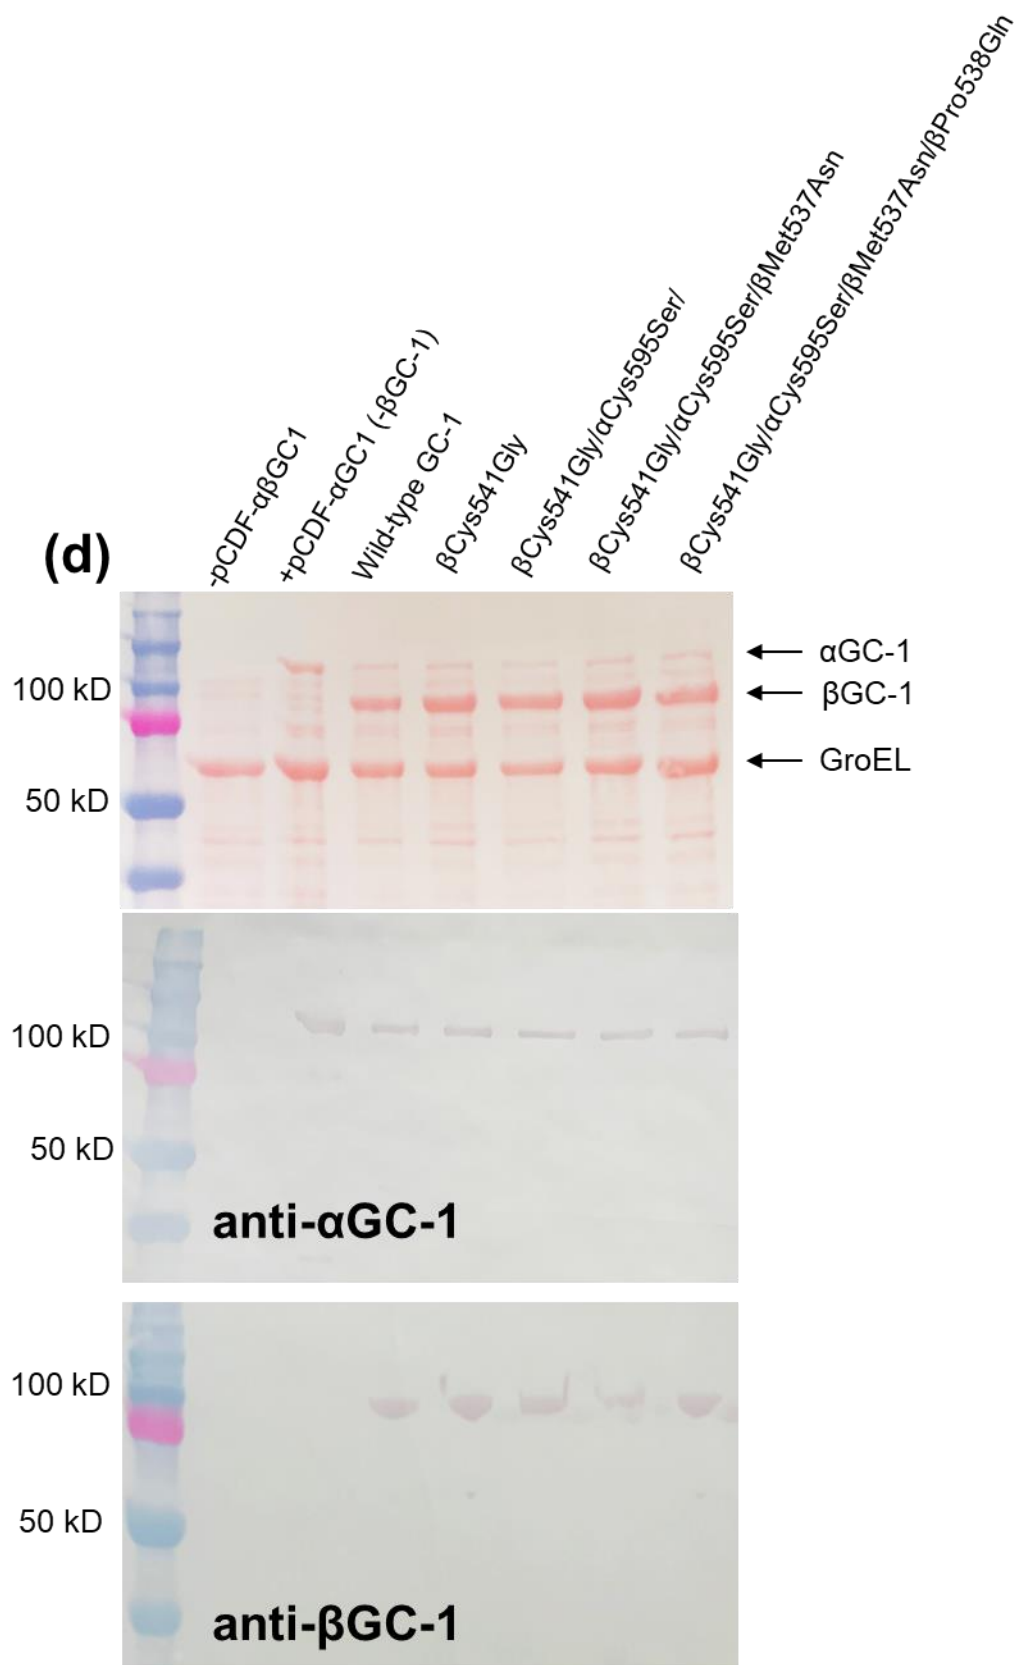 (d)
-pCDF-αβGC1
+pCDF-αGC1 (-βGC-1)
Wild-type GC-1
βCys541Gly
βCys541Gly/αCys595Ser/
βCys541Gly/αCys595Ser/βMet537Asn
βCys541Gly/αCys595Ser/βMet537Asn/βPro538Gln
αGC-1
100 kD
βGC-1
GroEL
50 kD
100 kD
50 kD
anti-αGC-1
100 kD
50 kD
anti-βGC-1